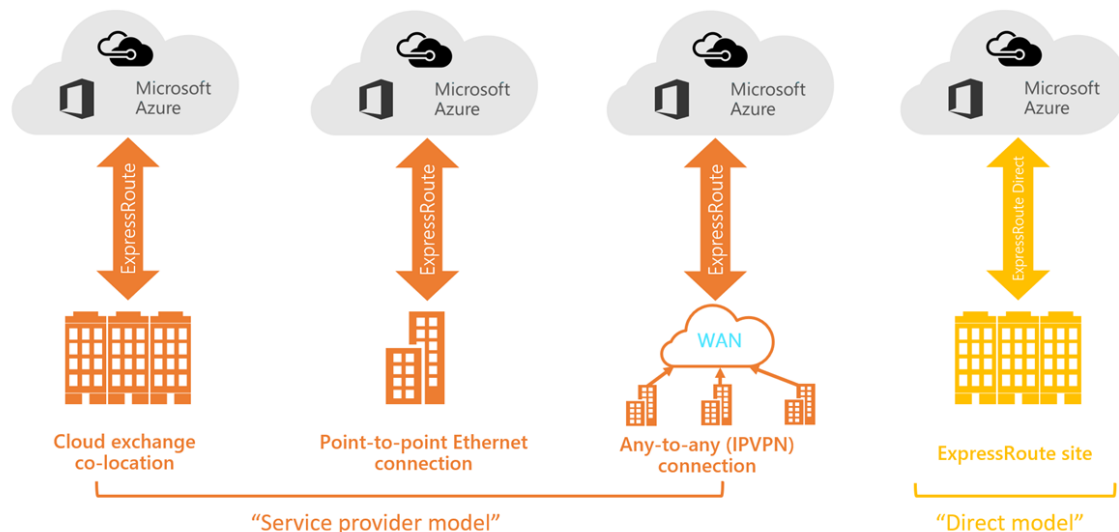 Microsoft
Azure
Microsoft
Azure
Microsoft
Azure
Microsoft
Azure
ExpressRoute
ExpressRoute
ExpressRoute
ExpressRoute Direct
WAN
Cloud exchange
co-location
Point-to-point Ethernet
connection
Any-to-any (IPVPN)
connection
ExpressRoute site
“Service provider model”
“Direct model”